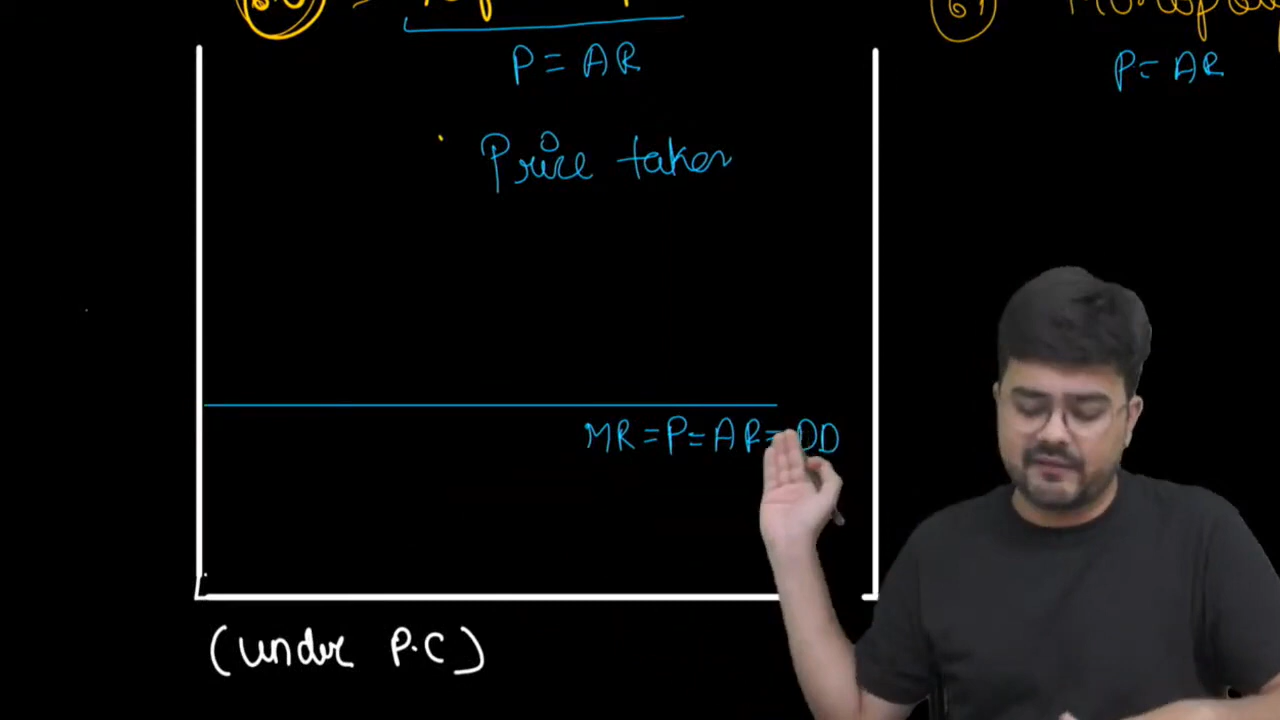 P = AR
P = AR
Price taker
MR = P = AR = DD
(under P.C)